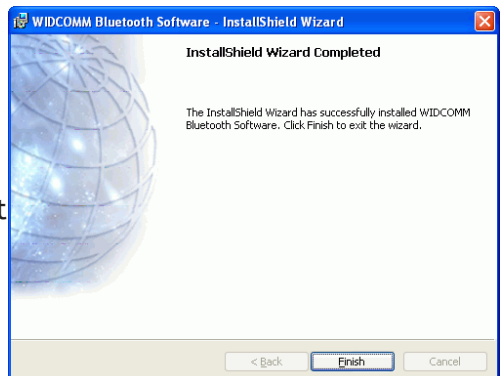 WIDCOMM Bluetooth Software - InstallShield Wizard
InstallShield Wizard Completed
The InstallShield Wizard has successfully installed WIDCOMM
Bluetooth Software. Click Finish to exit the wizard.
t
< Back
Finish
Cancel